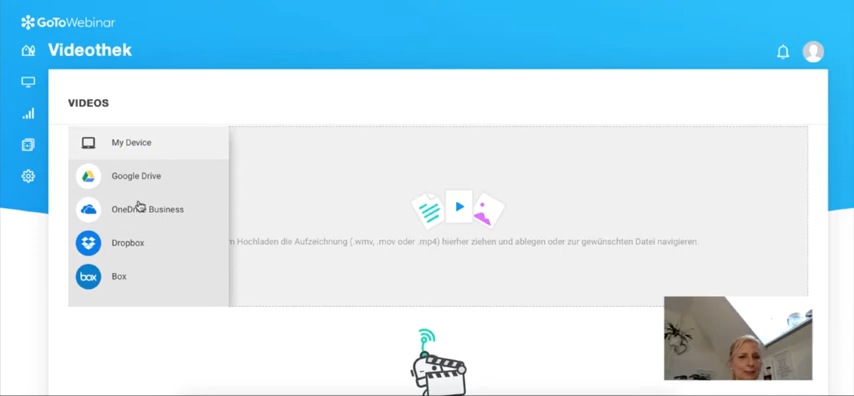 GoToWebinar
Videothek
VIDEOS
My Device
Google Drive
OneDrive Business
Dropbox
box
Box
m Hochladen die Aufzeichnung (.wmv, .mov oder .mp4) hierher ziehen und ablegen oder zur gewünschten Datei navigieren.